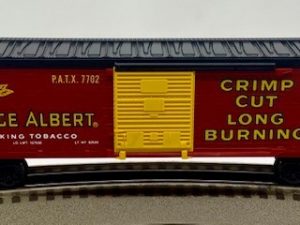 P.A.T.X. 7702
GE ALBERT®
KING TOBACCO
CRIMP
CUT
LONG
BURNING